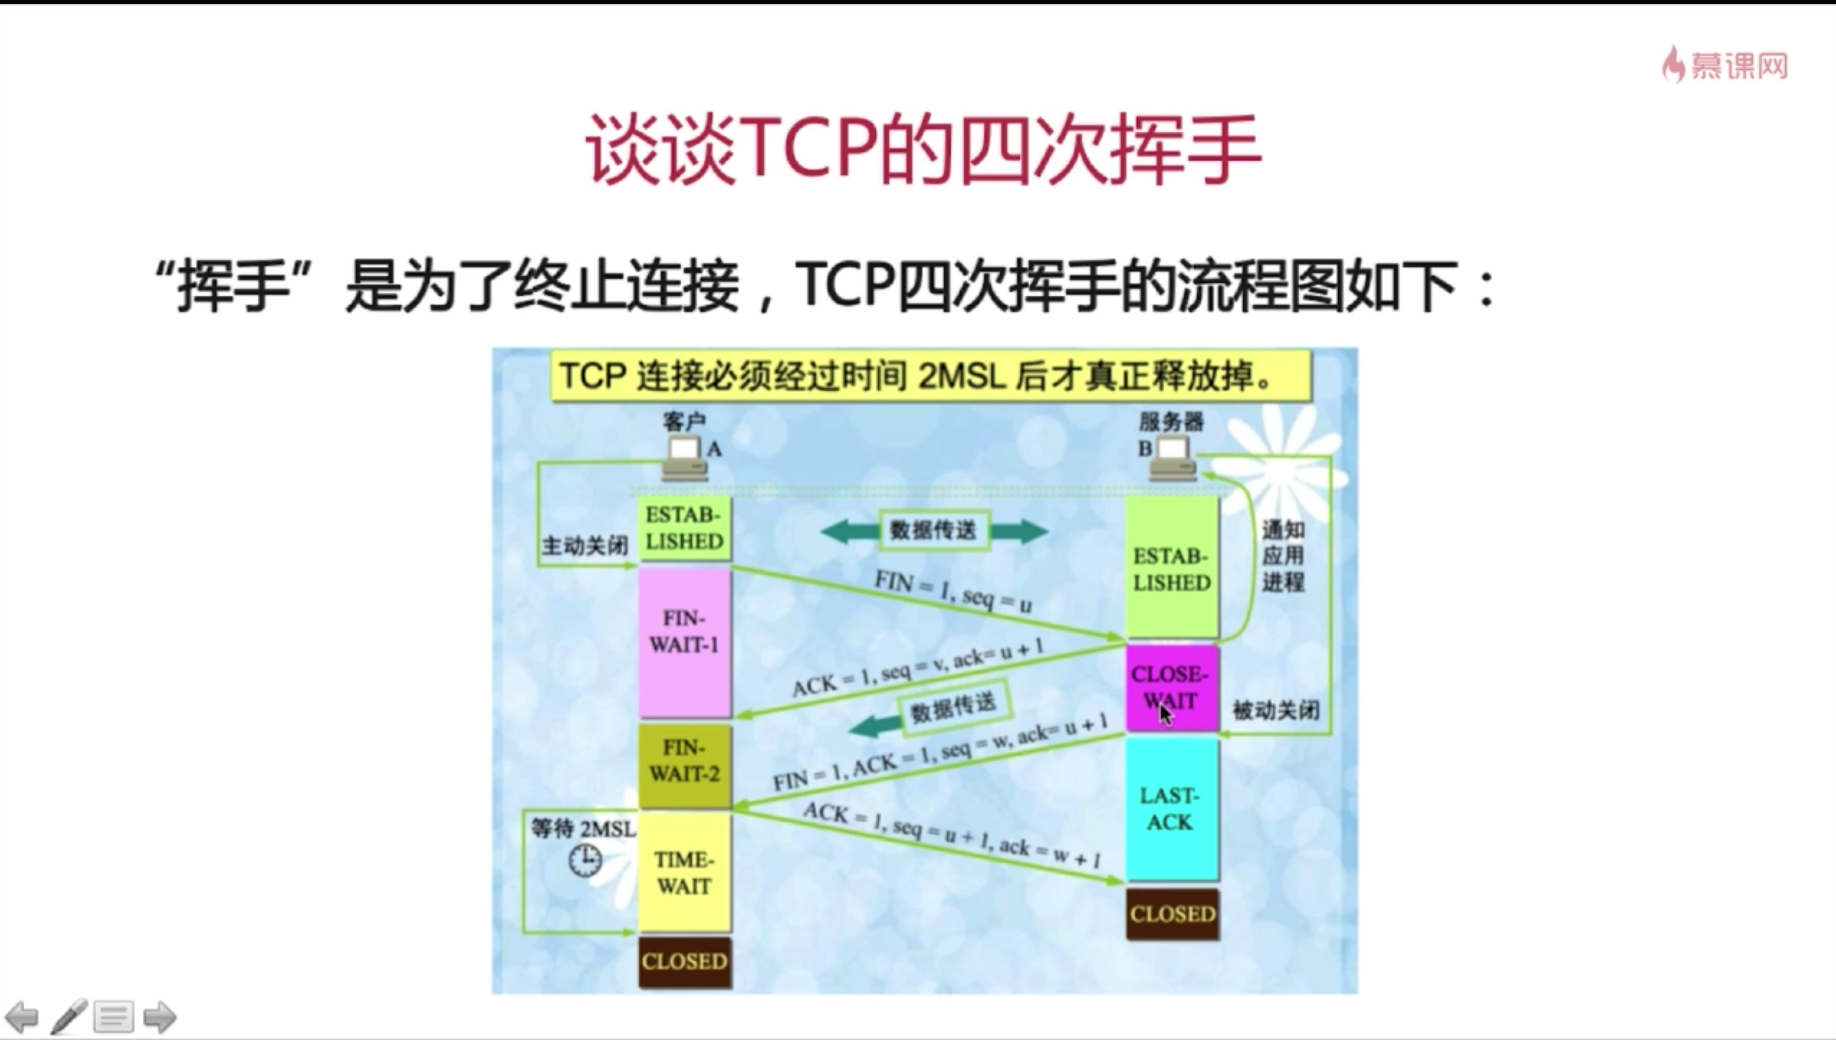 慕课网
谈谈TCP的四次挥手
“挥手”是为了终止连接，TCP四次挥手的流程图如下：
TCP 连接必须经过时间 2MSL 后才真正释放掉。
客户
A
服务器
B
ESTAB-
LISHED
数据传送
主动关闭
ESTAB-
LISHED
通知
应用
进程
FIN = 1, seq = u
FIN-
WAIT-1
ACK = 1, seq = v, ack= u + 1
CLOSE-
WAIT
被动关闭
数据传送
FIN-
WAIT-2
FIN = 1, ACK = 1, seq = w, ack= u + 1
LAST-
ACK
ACK = 1, seq = u + 1, ack = w + 1
等待 2MSL
TIME-
WAIT
CLOSED
CLOSED